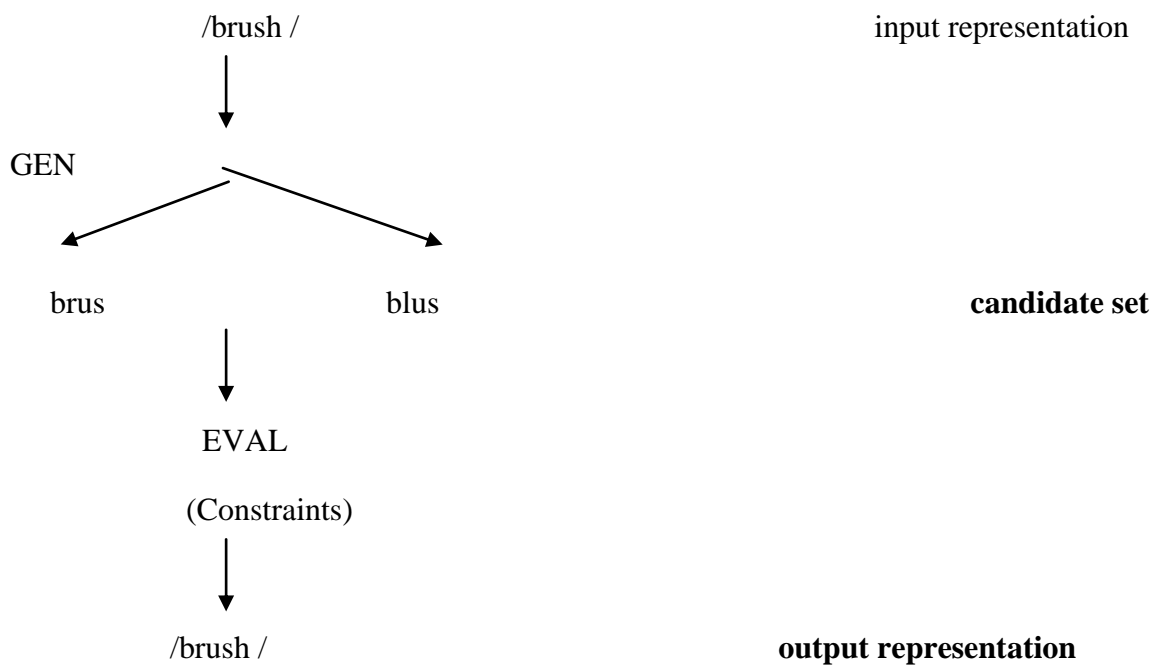 /brush / input representation
GEN
brus blus candidate set
EVAL
(Constraints)
/brush / output representation